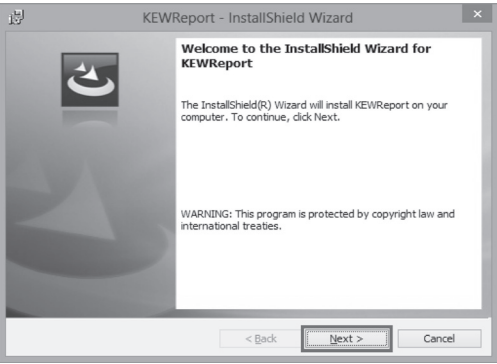 KEWReport - InstallShield Wizard
Welcome to the InstallShield Wizard for
KEWReport
The InstallShield(R) Wizard will install KEWReport on your
computer. To continue, click Next.
WARNING: This program is protected by copyright law and
international treaties.
< Back Next > Cancel